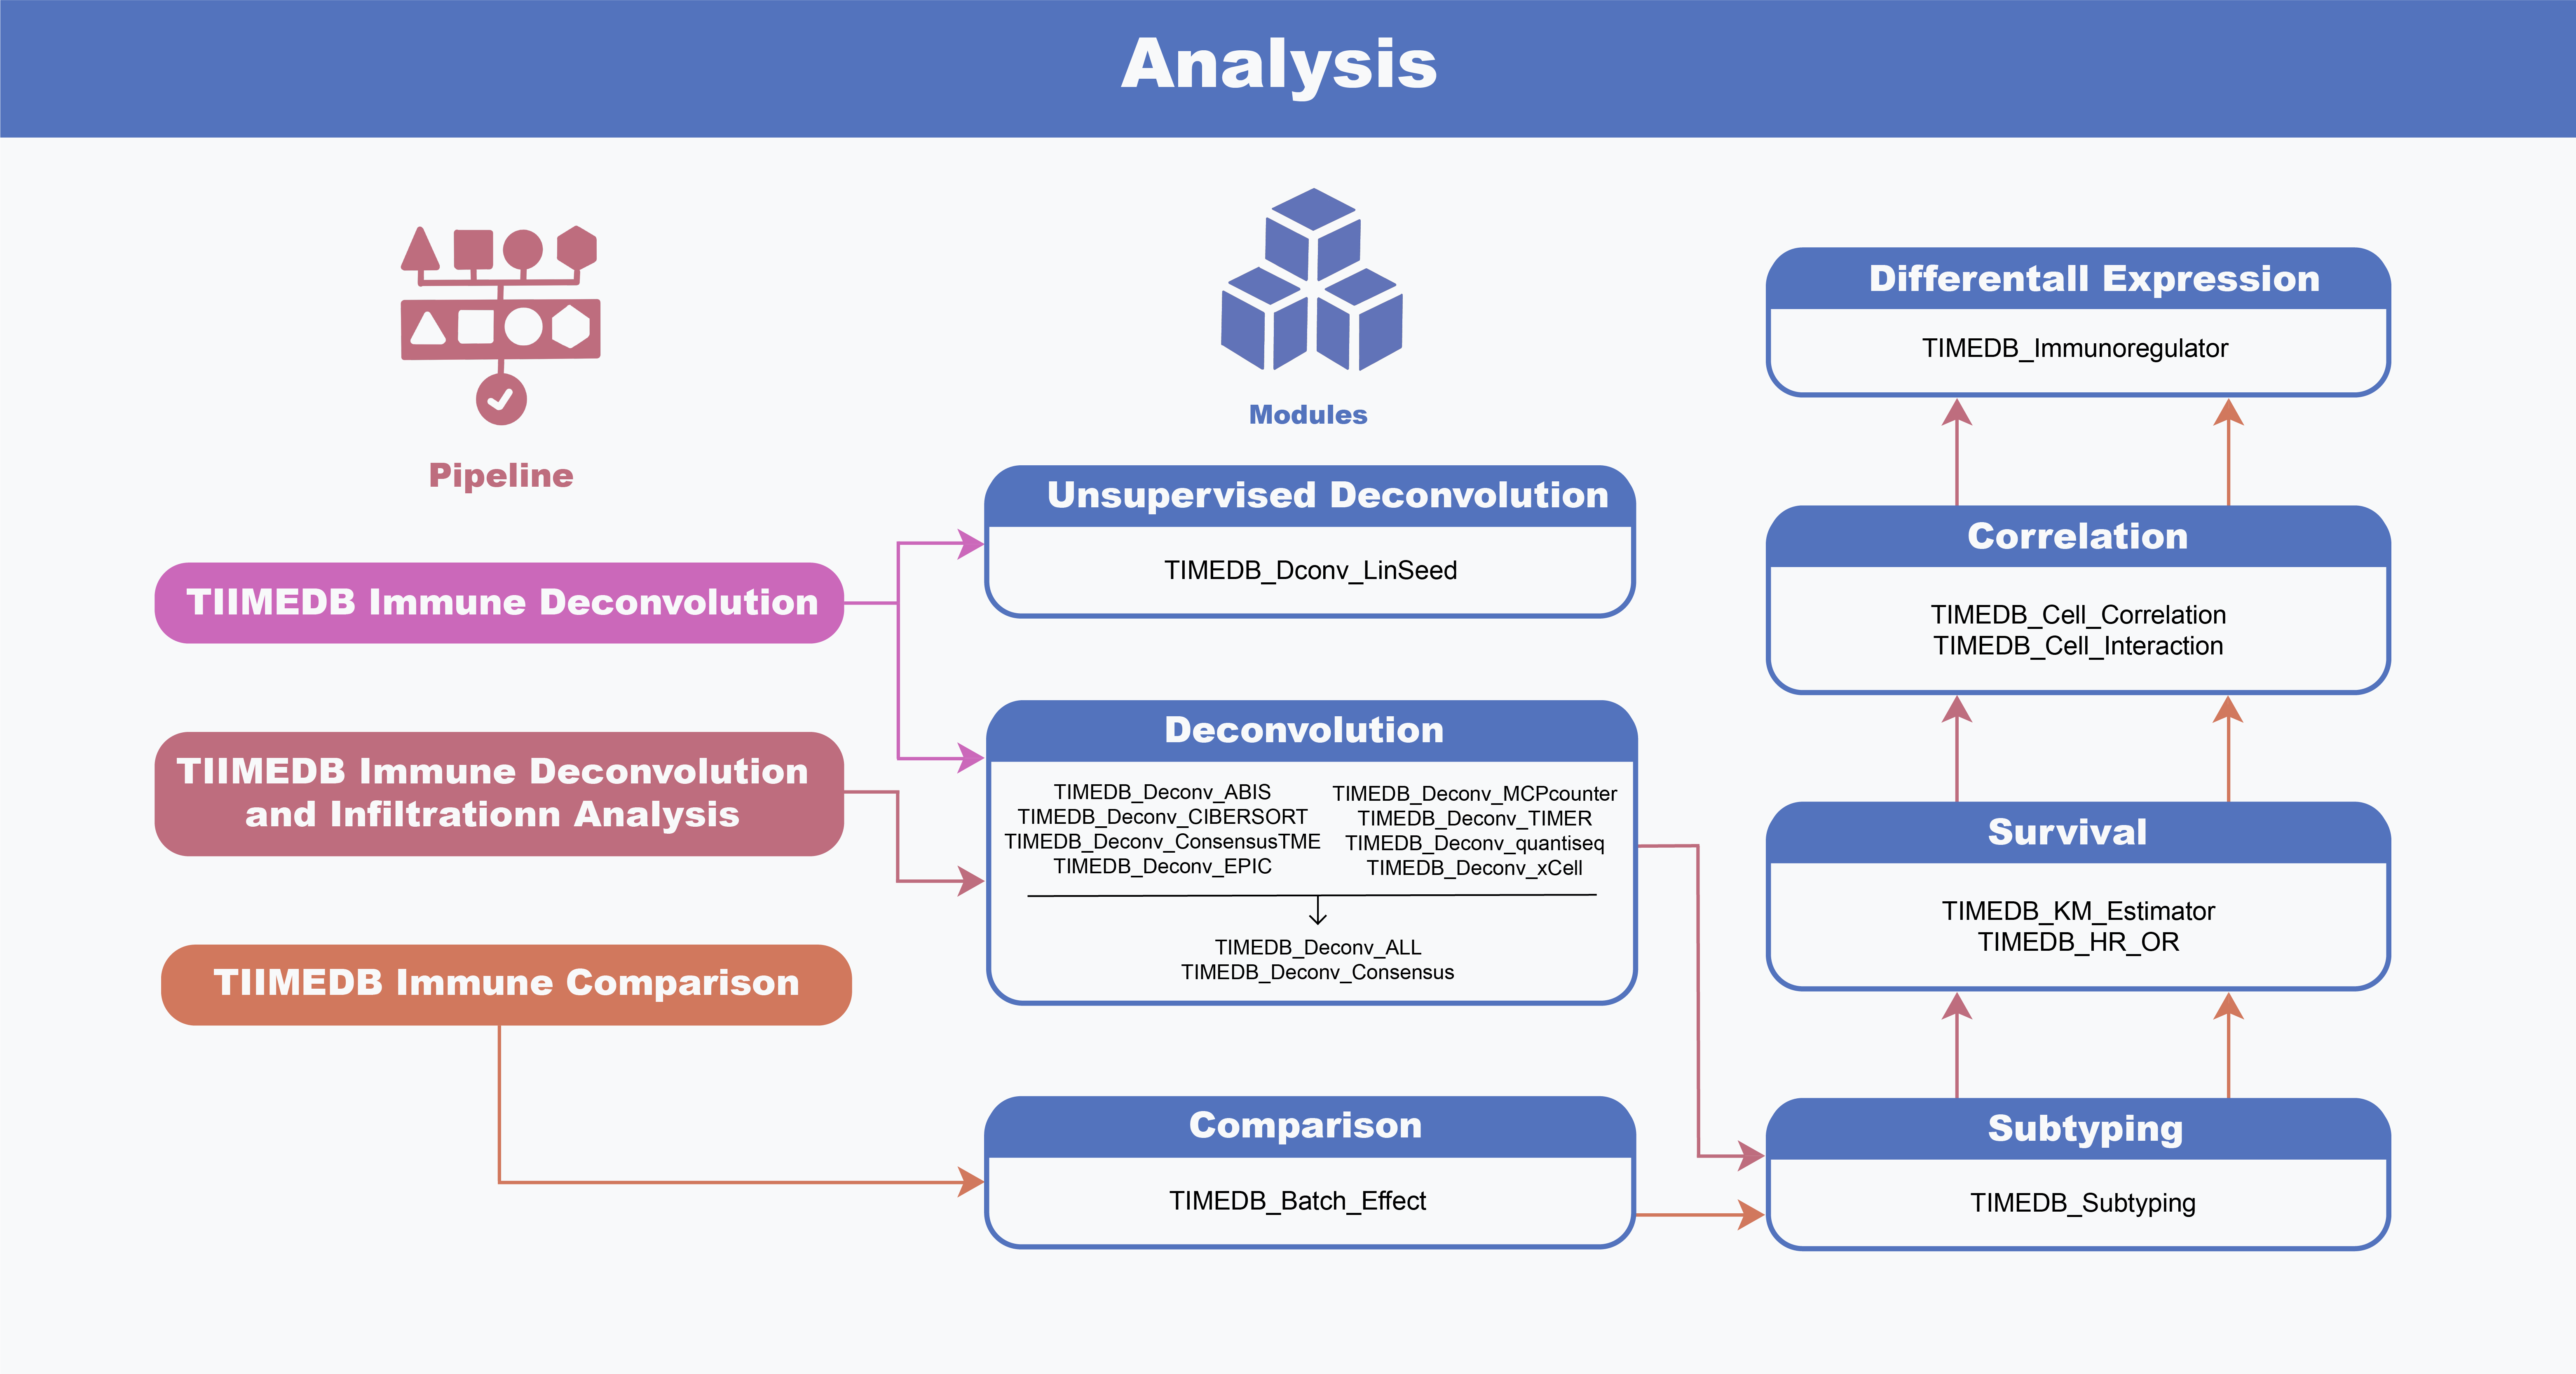 Analysis
Pipeline
TIIMEDB Immune Deconvolution
TIIMEDB Immune Deconvolution
and Infiltrationn Analysis
TIIMEDB Immune Comparison
Modules
Unsupervised Deconvolution
TIMEDB_Dconv_LinSeed
Deconvolution
TIMEDB_Deconv_ABIS
TIMEDB_Deconv_CIBERSORT
TIMEDB_Deconv_ConsensusTME
TIMEDB_Deconv_EPIC
TIMEDB_Deconv_MCPcounter
TIMEDB_Deconv_TIMER
TIMEDB_Deconv_quantiseq
TIMEDB_Deconv_xCell
TIMEDB_Deconv_ALL
TIMEDB_Deconv_Consensus
Comparison
TIMEDB_Batch_Effect
Differentall Expression
TIMEDB_Immunoregulator
Correlation
TIMEDB_Cell_Correlation
TIMEDB_Cell_Interaction
Survival
TIMEDB_KM_Estimator
TIMEDB_HR_OR
Subtyping
TIMEDB_Subtyping